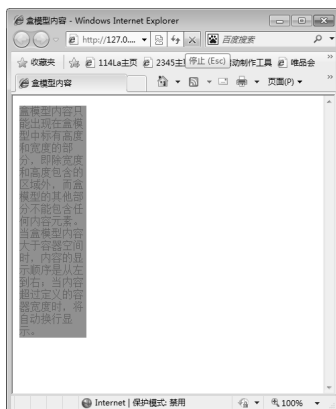 盒模型内容 - Windows Internet Explorer
http://127.0....
百度搜索
收藏夹 114La主页 2345主 停止 (Esc) 动制作工具 唯品会
盒模型内容 页面(P)
盒模型内容只
能出现在盒模
型中标有高度
和宽度的部
分，即除宽度
和高度包含的
区域外，而盒
模型的其他部
分不能包含任
何内容元素。
当盒模型内容
大于容器空间
时，内容的显
示顺序是从左
到右，当内容
超过定义的容
器宽度时，将
自动换行显
示。
Internet | 保护模式: 禁用 100%